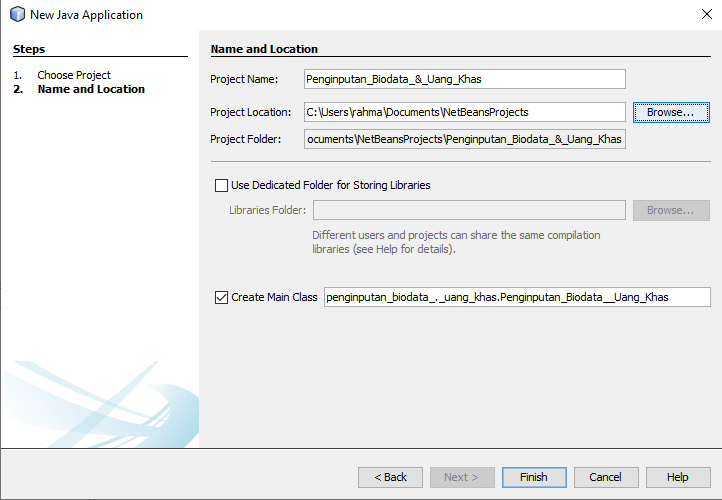 New Java Application
Steps
1. Choose Project
2. Name and Location
Name and Location
Project Name: Penginputan_Biodata_&_Uang_Khas
Project Location: C:\Users\rahma\Documents\NetBeansProjects Browse...
Project Folder: ocuments\NetBeansProjects\Penginputan_Biodata_&_Uang_Khas
Use Dedicated Folder for Storing Libraries
Libraries Folder: Browse...
Different users and projects can share the same compilation
libraries (see Help for details).
Create Main Class penginputan_biodata_._uang_khas.Penginputan_Biodata__Uang_Khas
< Back Next > Finish Cancel Help